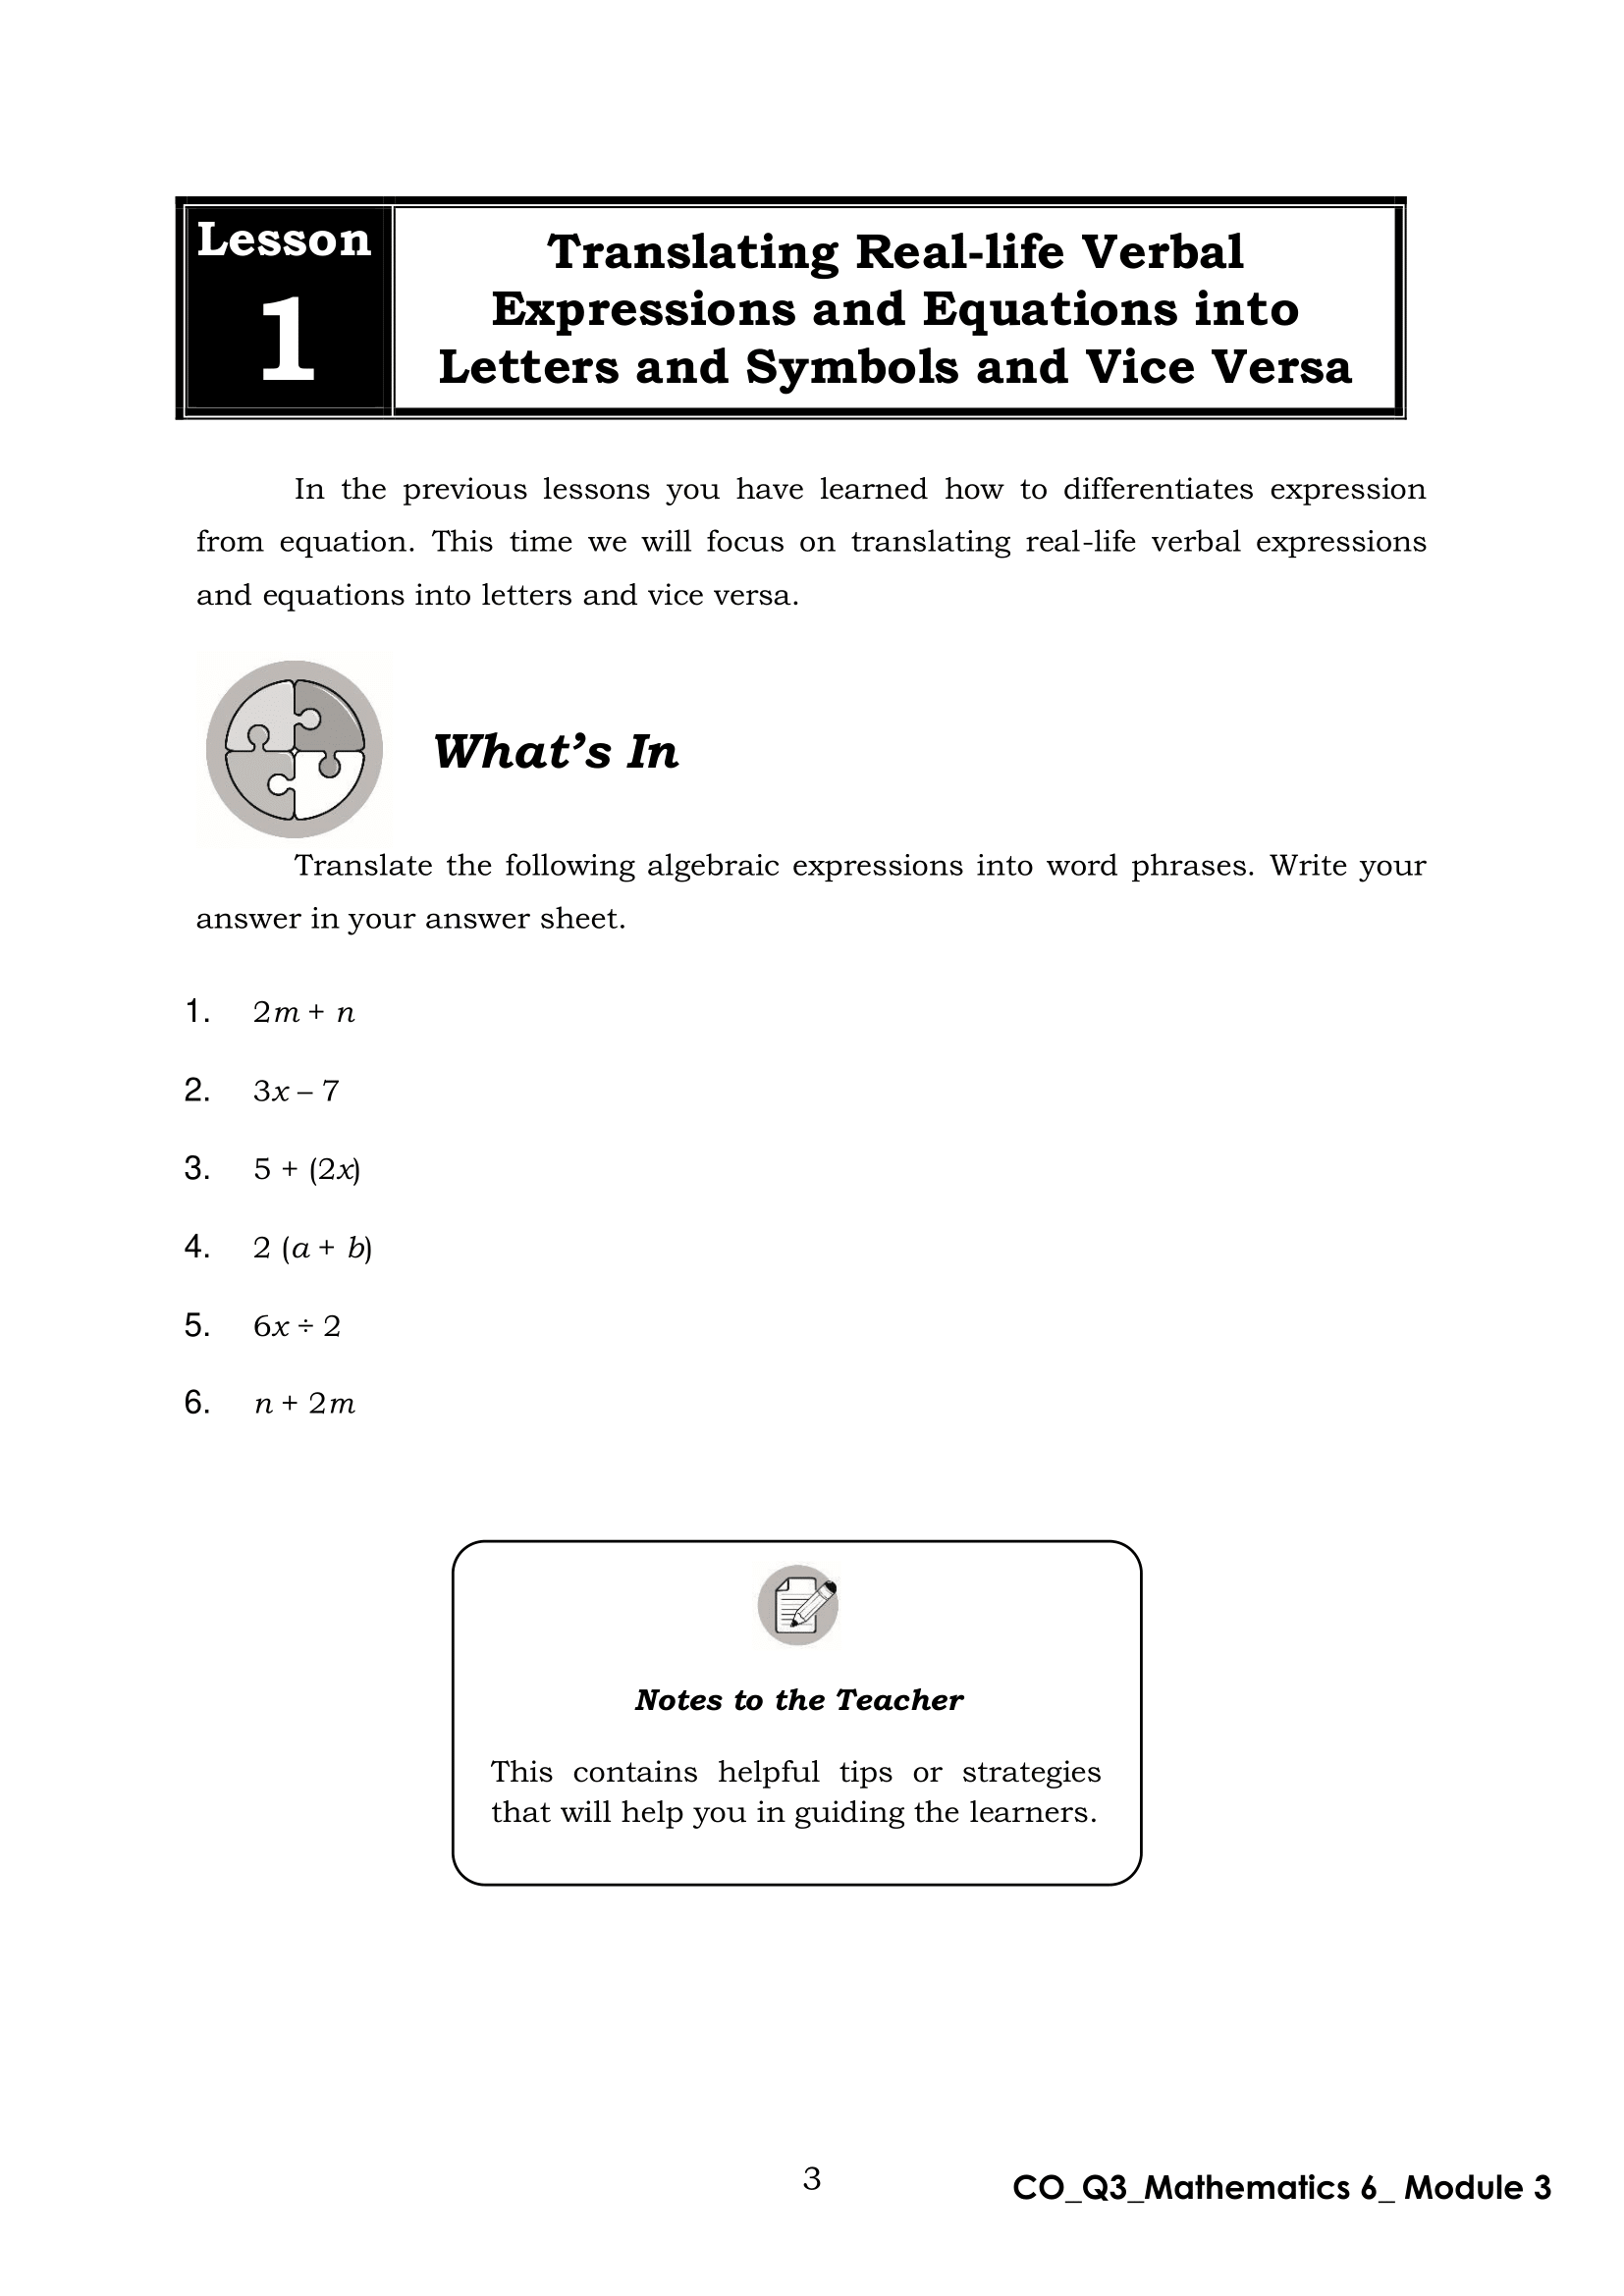 Lesson
1
Translating Real-life Verbal
Expressions and Equations into
Letters and Symbols and Vice Versa
In the previous lessons you have learned how to differentiates expression
from equation. This time we will focus on translating real-life verbal expressions
and equations into letters and vice versa.
What’s In
Translate the following algebraic expressions into word phrases. Write your
answer in your answer sheet.
1. 2m + n
2. 3x – 7
3. 5 + (2x)
4. 2 (a + b)
5. 6x ÷ 2
6. n + 2m
Notes to the Teacher
This contains helpful tips or strategies
that will help you in guiding the learners.
3
CO_Q3_Mathematics 6_ Module 3